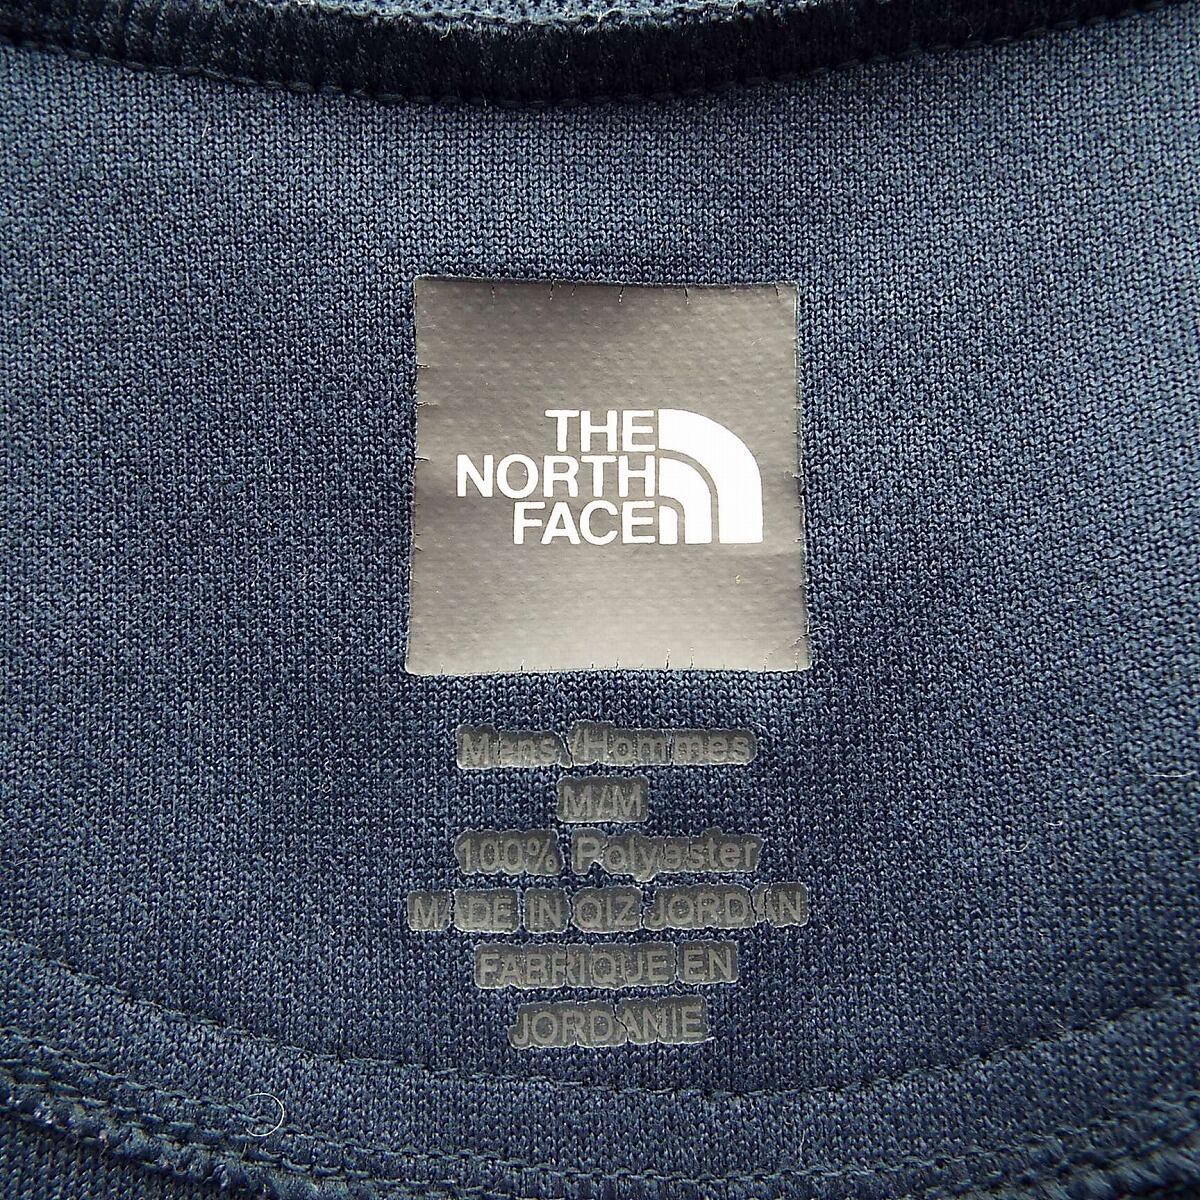 THE
NORTH
FACE
Mens/Hommes
M/M
100% Polyester
MADE IN QIZ JORDAN
FABRIQUE EN
JORDANIE